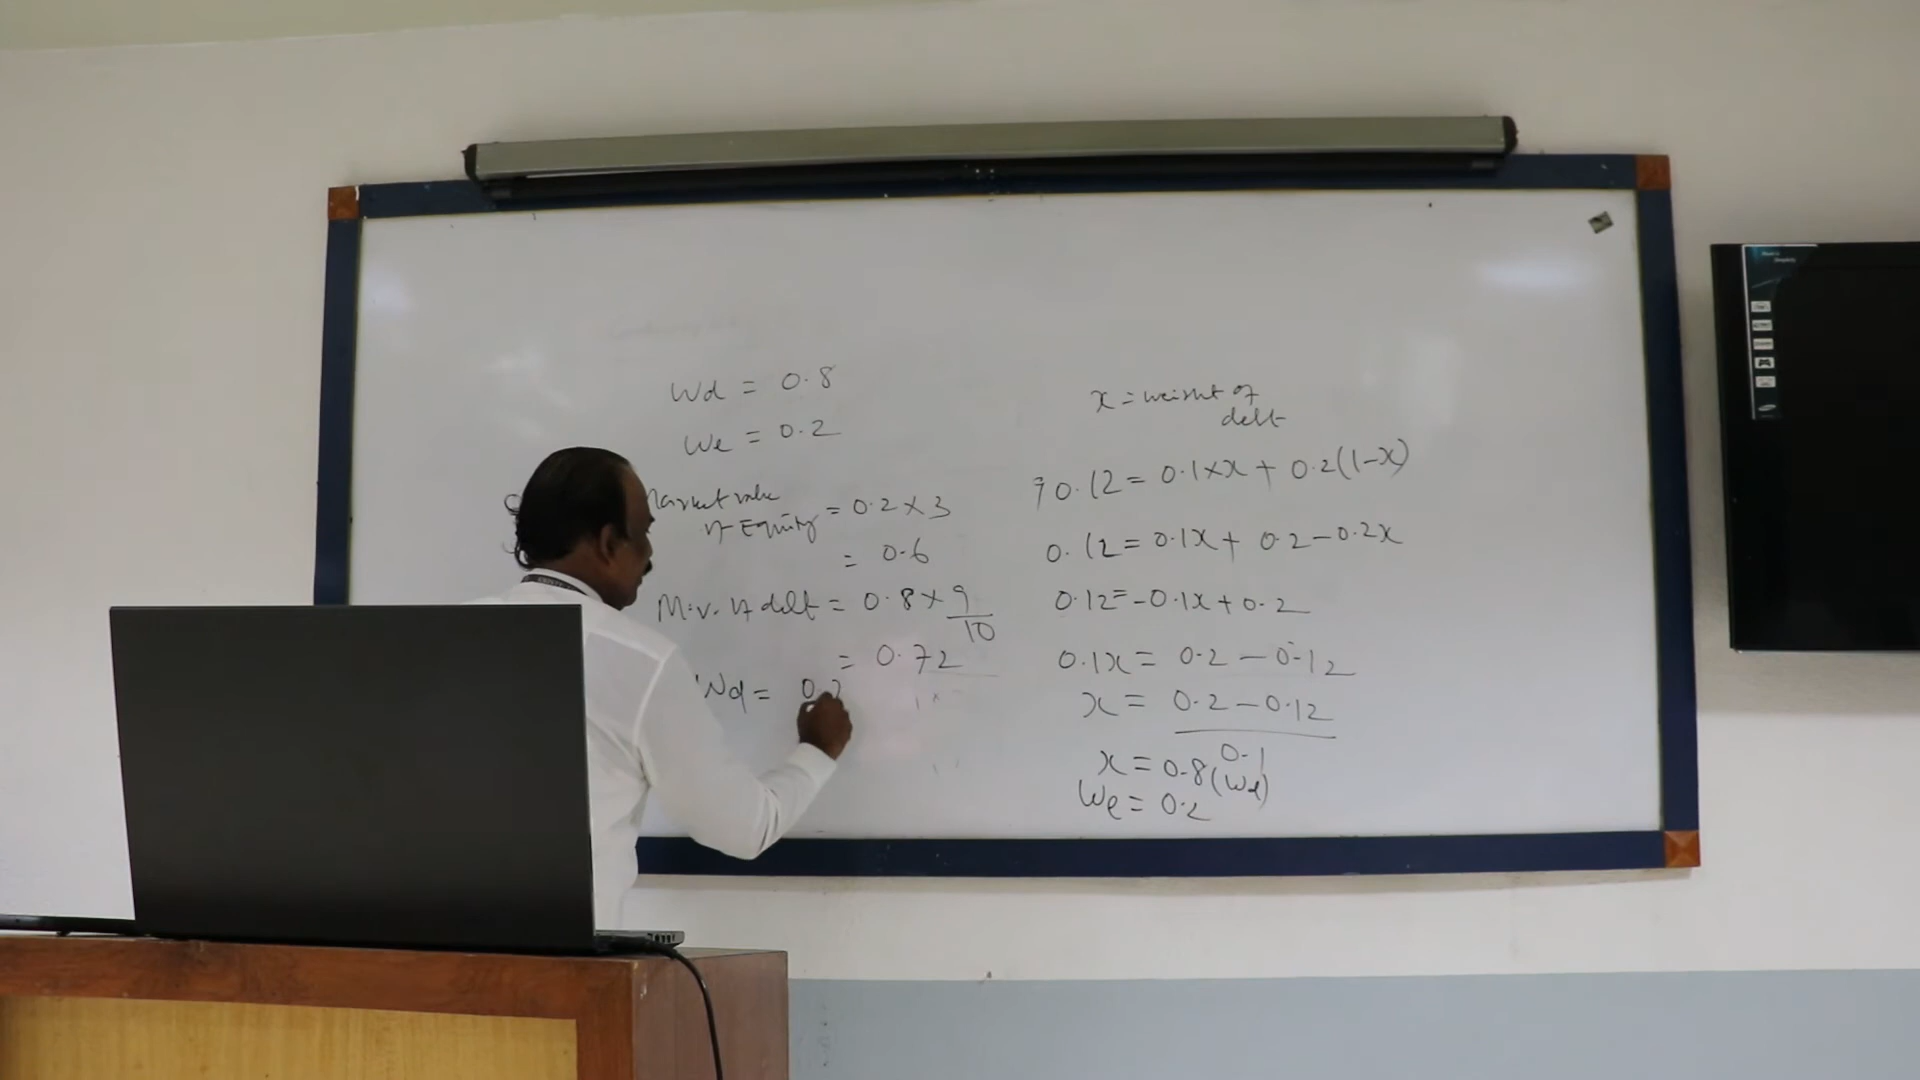 Wd = 0.8
We = 0.2
Market value
of Equity = 0.2 × 3
= 0.6
M.v. of debt = 0.8 × 9
10
= 0.72
Wd = 0.7
x = weight of
debt
0.12 = 0.1×x + 0.2(1-x)
0.12 = 0.1x + 0.2 - 0.2x
0.12 = -0.1x + 0.2
0.1x = 0.2 - 0.12
x = 0.2 - 0.12
0.1
x = 0.8 (Wd)
We = 0.2